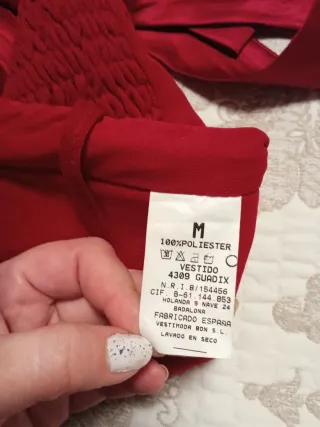 M
100%POLIESTER
VESTIDO
4309 GUADIX
N.R.I.B/154456
CIF. B-61.144.853
HOLANDA 9 NAVE 24
BADALONA
FABRICADO ESPAÑA
VESTIMODA BDN S.L.
LAVADO EN SECO